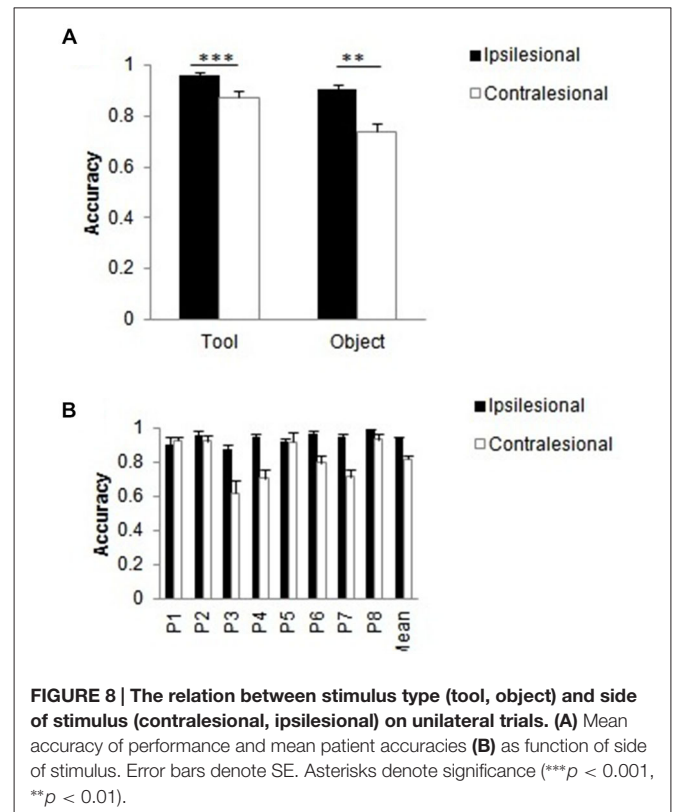 A
*** **
Ipsilesional
Contralesional
1
0.8
0.6
0.4
0.2
0
Accuracy
Tool Object
B
Ipsilesional
Contralesional
1
0.8
0.6
0.4
0.2
0
Accuracy
P1 P2 P3 P4 P5 P6 P7 P8 Mean
FIGURE 8 | The relation between stimulus type (tool, object) and side
of stimulus (contralesional, ipsilesional) on unilateral trials. (A) Mean
accuracy of performance and mean patient accuracies (B) as function of side
of stimulus. Error bars denote SE. Asterisks denote significance (***p < 0.001,
**p < 0.01).